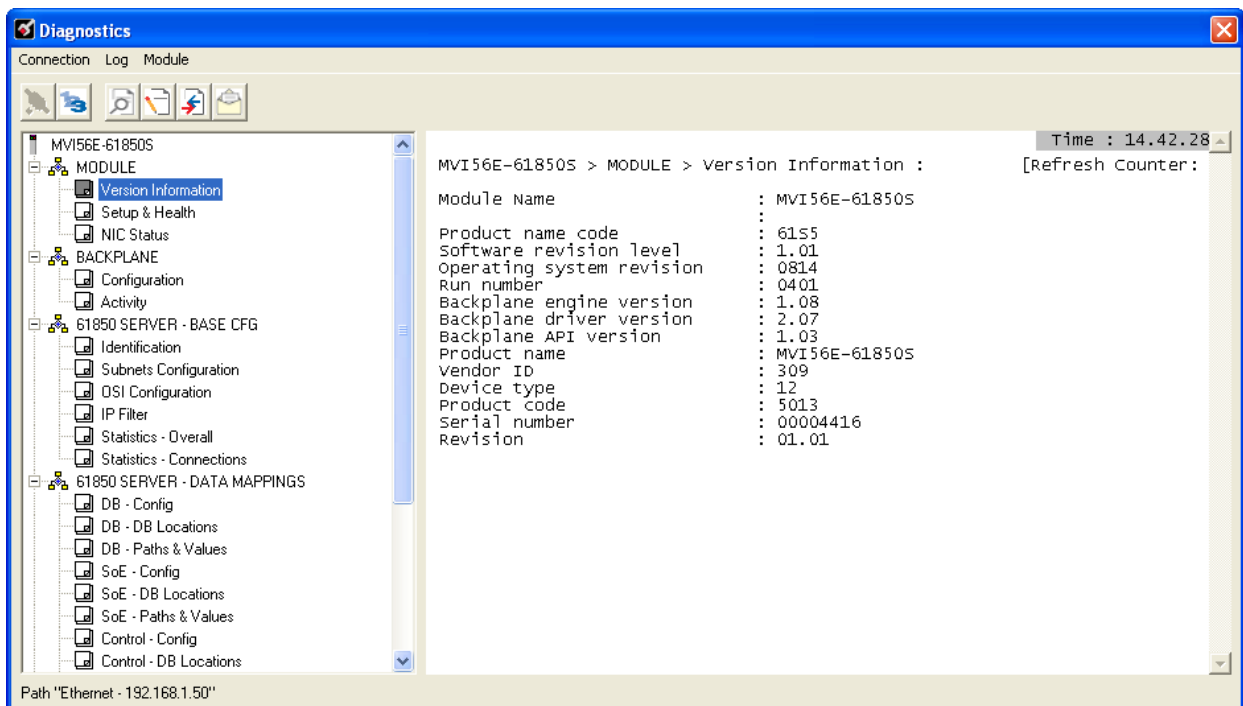 Diagnostics
Connection Log Module
MVI56E-61850S
MODULE
Version Information
Setup & Health
NIC Status
BACKPLANE
Configuration
Activity
61850 SERVER - BASE CFG
Identification
Subnets Configuration
OSI Configuration
IP Filter
Statistics - Overall
Statistics - Connections
61850 SERVER - DATA MAPPINGS
DB - Config
DB - DB Locations
DB - Paths & Values
SoE - Config
SoE - DB Locations
SoE - Paths & Values
Control - Config
Control - DB Locations
Time : 14.42.28
MVI56E-61850S > MODULE > Version Information : [Refresh Counter:
Module Name : MVI56E-61850S
:
Product name code : 61S5
Software revision level : 1.01
Operating system revision : 0814
Run number : 0401
Backplane engine version : 1.08
Backplane driver version : 2.07
Backplane API version : 1.03
Product name : MVI56E-61850S
Vendor ID : 309
Device type : 12
Product code : 5013
Serial number : 00004416
Revision : 01.01
Path "Ethernet - 192.168.1.50"